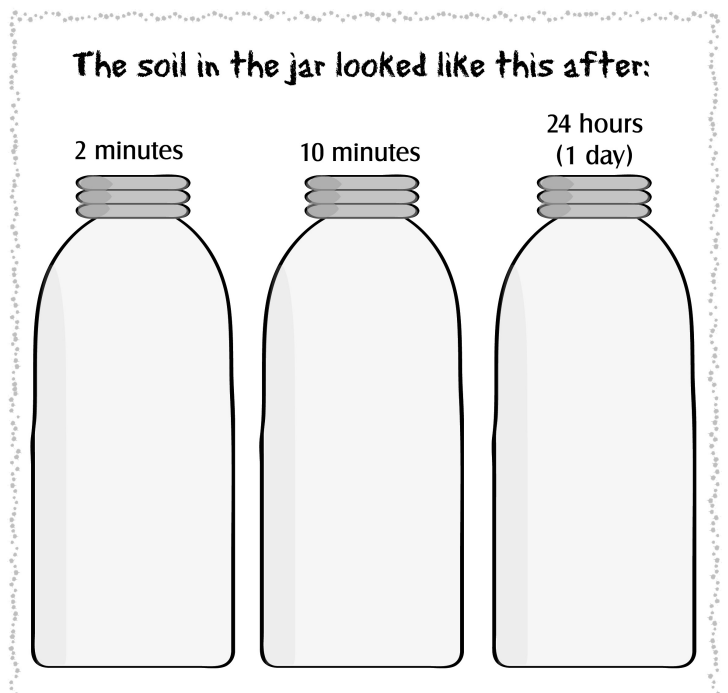 The soil in the jar looked like this after:
2 minutes
10 minutes
24 hours
(1 day)